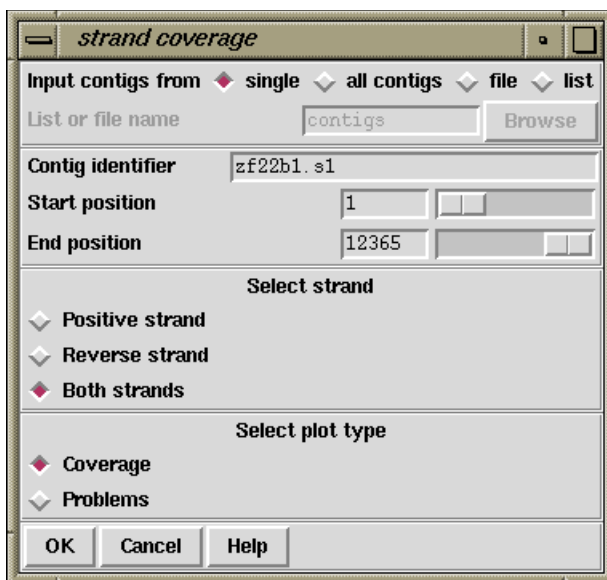 strand coverage
Input contigs from single all contigs file list
List or file name contigs Browse
Contig identifier zf22b1.s1
Start position 1
End position 12365
Select strand
Positive strand
Reverse strand
Both strands
Select plot type
Coverage
Problems
OK Cancel Help